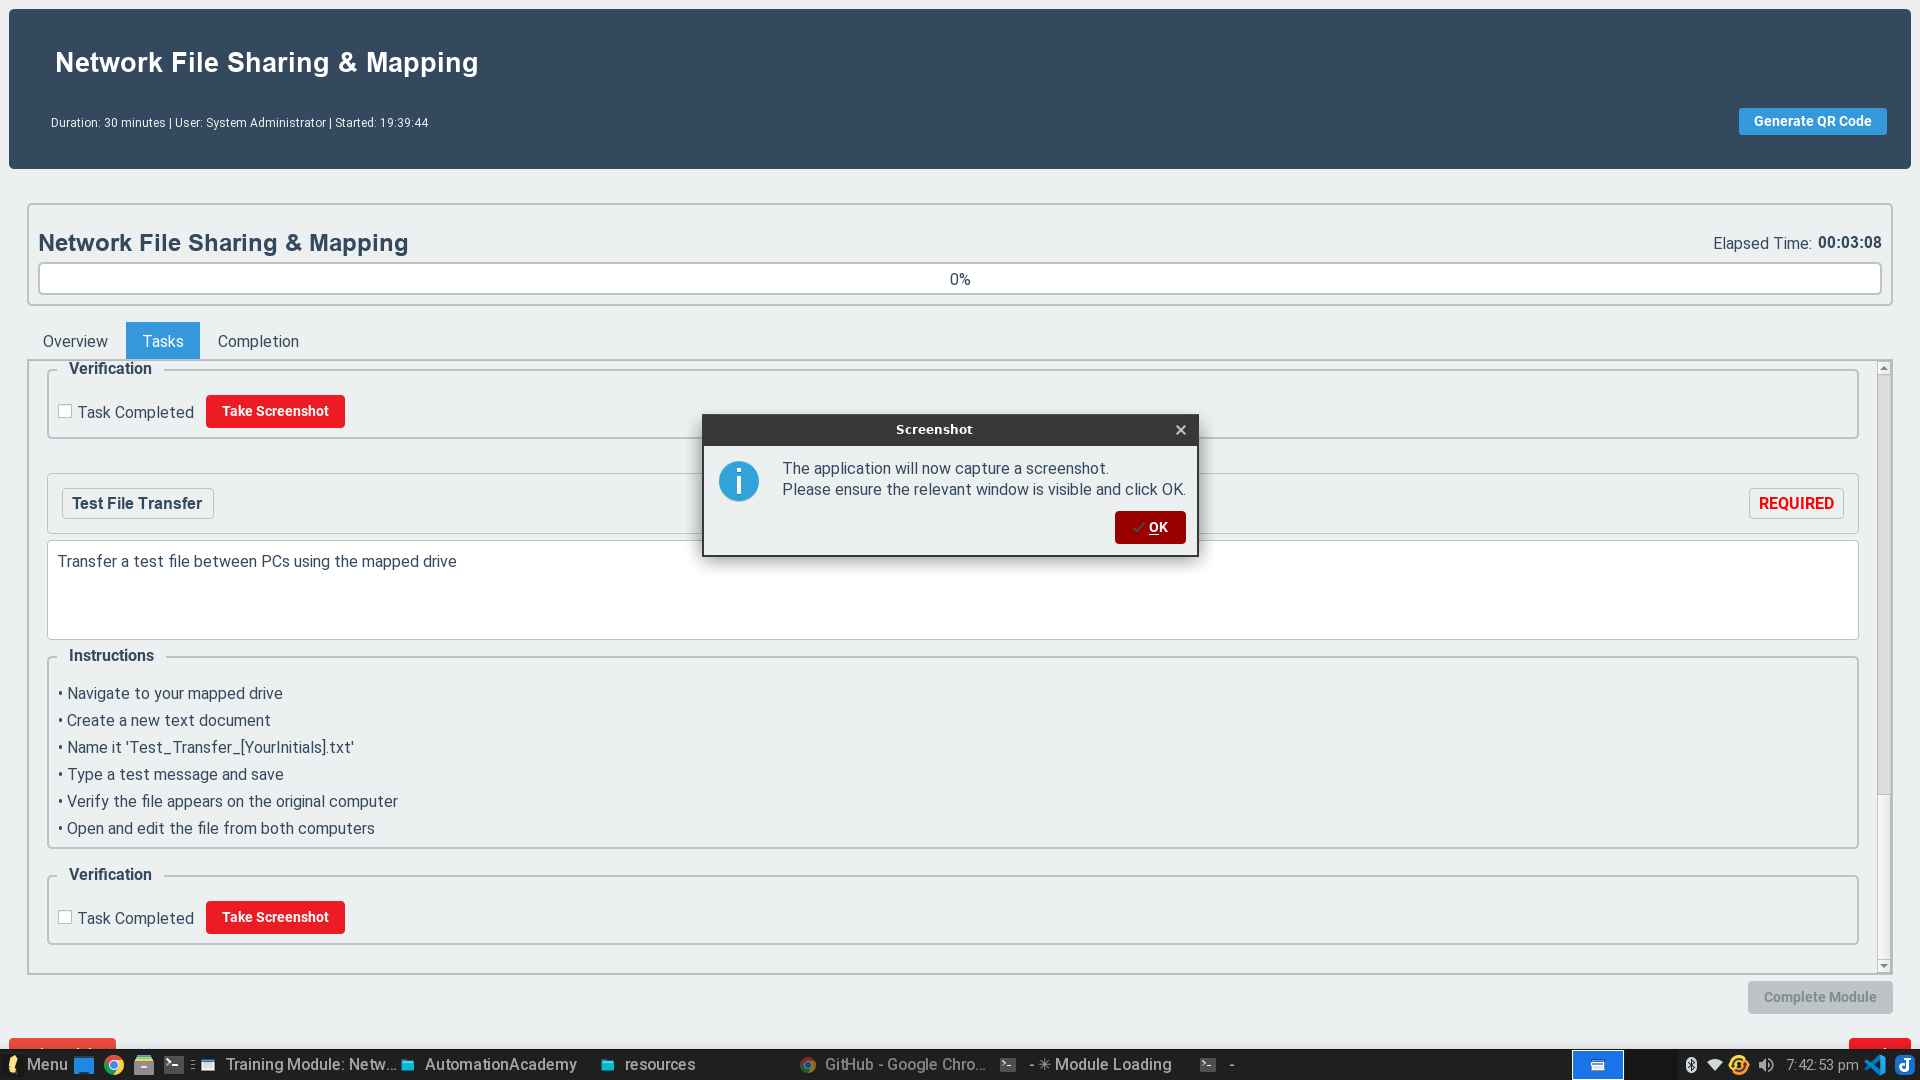 Network File Sharing & Mapping
Duration: 30 minutes | User: System Administrator | Started: 19:39:44
Generate QR Code
Network File Sharing & Mapping
Elapsed Time: 00:03:08
0%
Overview
Tasks
Completion
Verification
Task Completed
Take Screenshot
Screenshot
The application will now capture a screenshot.
Please ensure the relevant window is visible and click OK.
OK
Test File Transfer
REQUIRED
Transfer a test file between PCs using the mapped drive
Instructions
• Navigate to your mapped drive
• Create a new text document
• Name it 'Test_Transfer_[YourInitials].txt'
• Type a test message and save
• Verify the file appears on the original computer
• Open and edit the file from both computers
Verification
Task Completed
Take Screenshot
Complete Module
Menu
Training Module: Netw...
AutomationAcademy
resources
GitHub - Google Chro...
- ✳ Module Loading
-
7:42:53 pm